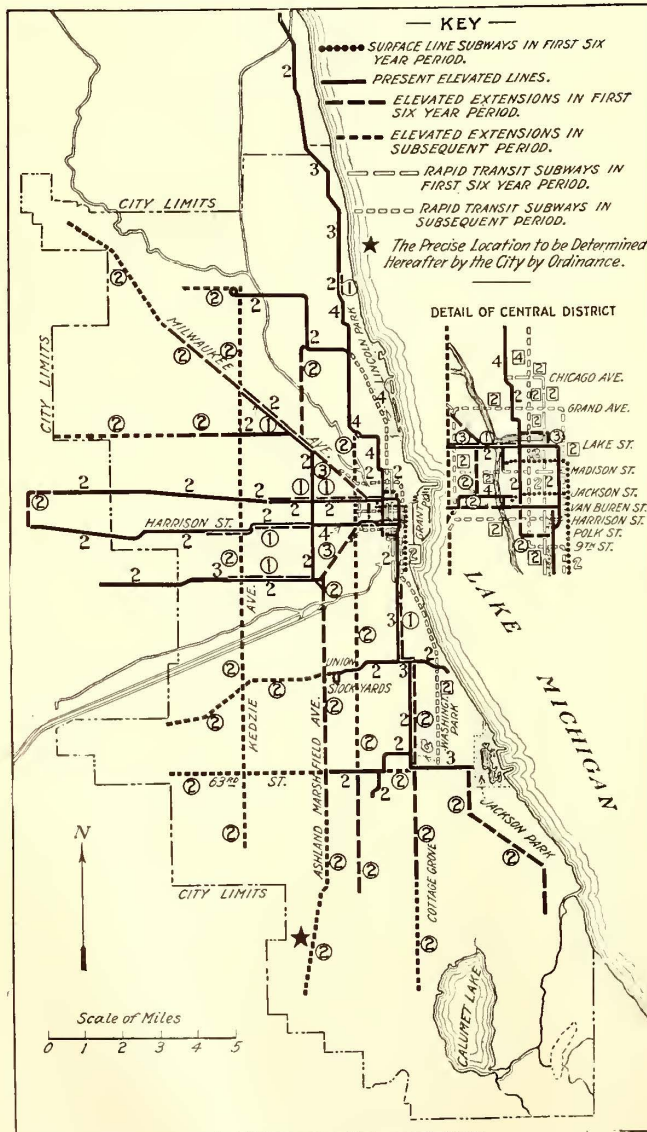 — KEY —
SURFACE LINE SUBWAYS IN FIRST SIX
YEAR PERIOD.
PRESENT ELEVATED LINES.
ELEVATED EXTENSIONS IN FIRST
SIX YEAR PERIOD.
ELEVATED EXTENSIONS IN
SUBSEQUENT PERIOD.
RAPID TRANSIT SUBWAYS IN
FIRST SIX YEAR PERIOD.
RAPID TRANSIT SUBWAYS IN
SUBSEQUENT PERIOD.
★ The Precise Location to be Determined
Hereafter by the City by Ordinance.
DETAIL OF CENTRAL DISTRICT
CHICAGO AVE.
GRAND AVE.
LAKE ST.
MADISON ST.
JACKSON ST.
VAN BUREN ST.
HARRISON ST.
POLK ST.
9TH ST.
CITY LIMITS
CITY LIMITS
MILWAUKEE
AVE.
LINCOLN PARK
HARRISON ST.
GRANT PARK
LAKE
MICHIGAN
KEDZIE
AVE.
UNION
STOCK YARDS
WASHINGTON
PARK
63RD ST.
ASHLAND MARSHFIELD AVE.
COTTAGE GROVE
JACKSON PARK
CITY LIMITS
CALUMET LAKE
N
Scale of Miles
0 1 2 3 4 5